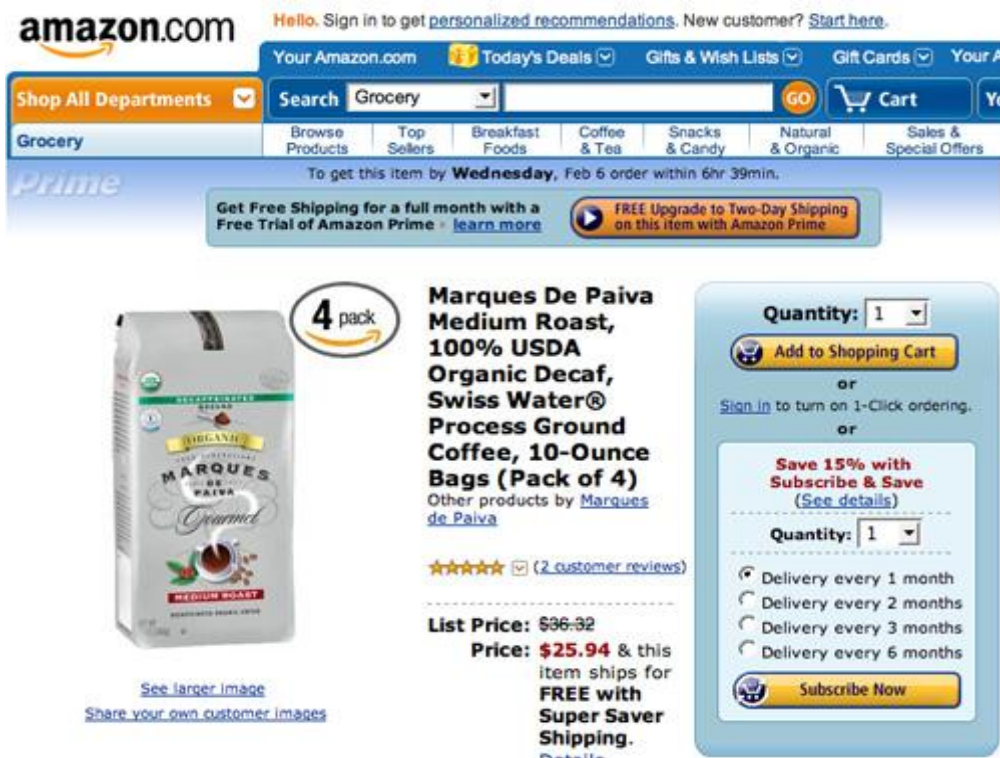 amazon.com
Hello. Sign in to get personalized recommendations. New customer? Start here.
Your Amazon.com Today's Deals Gifts & Wish Lists Gift Cards Your A
Shop All Departments
Search Grocery GO Cart
Grocery
Browse Products
Top Sellers
Breakfast Foods
Coffee & Tea
Snacks & Candy
Natural & Organic
Sales & Special Offers
Prime
To get this item by Wednesday, Feb 6 order within 6hr 39min.
Get Free Shipping for a full month with a
Free Trial of Amazon Prime learn more
FREE Upgrade to Two-Day Shipping
on this item with Amazon Prime
4 pack
DECAFFEINATED
GROUND
ORGANIC
MARQUES
DE
PAIVA
Gourmet
MEDIUM ROAST
See larger image
Share your own customer images
Marques De Paiva
Medium Roast,
100% USDA
Organic Decaf,
Swiss Water®
Process Ground
Coffee, 10-Ounce
Bags (Pack of 4)
Other products by Marques
de Paiva
(2 customer reviews)
List Price: $36.32
Price: $25.94 & this
item ships for
FREE with
Super Saver
Shipping.
Details
Quantity: 1
Add to Shopping Cart
or
Sign in to turn on 1-Click ordering.
or
Save 15% with
Subscribe & Save
(See details)
Quantity: 1
Delivery every 1 month
Delivery every 2 months
Delivery every 3 months
Delivery every 6 months
Subscribe Now